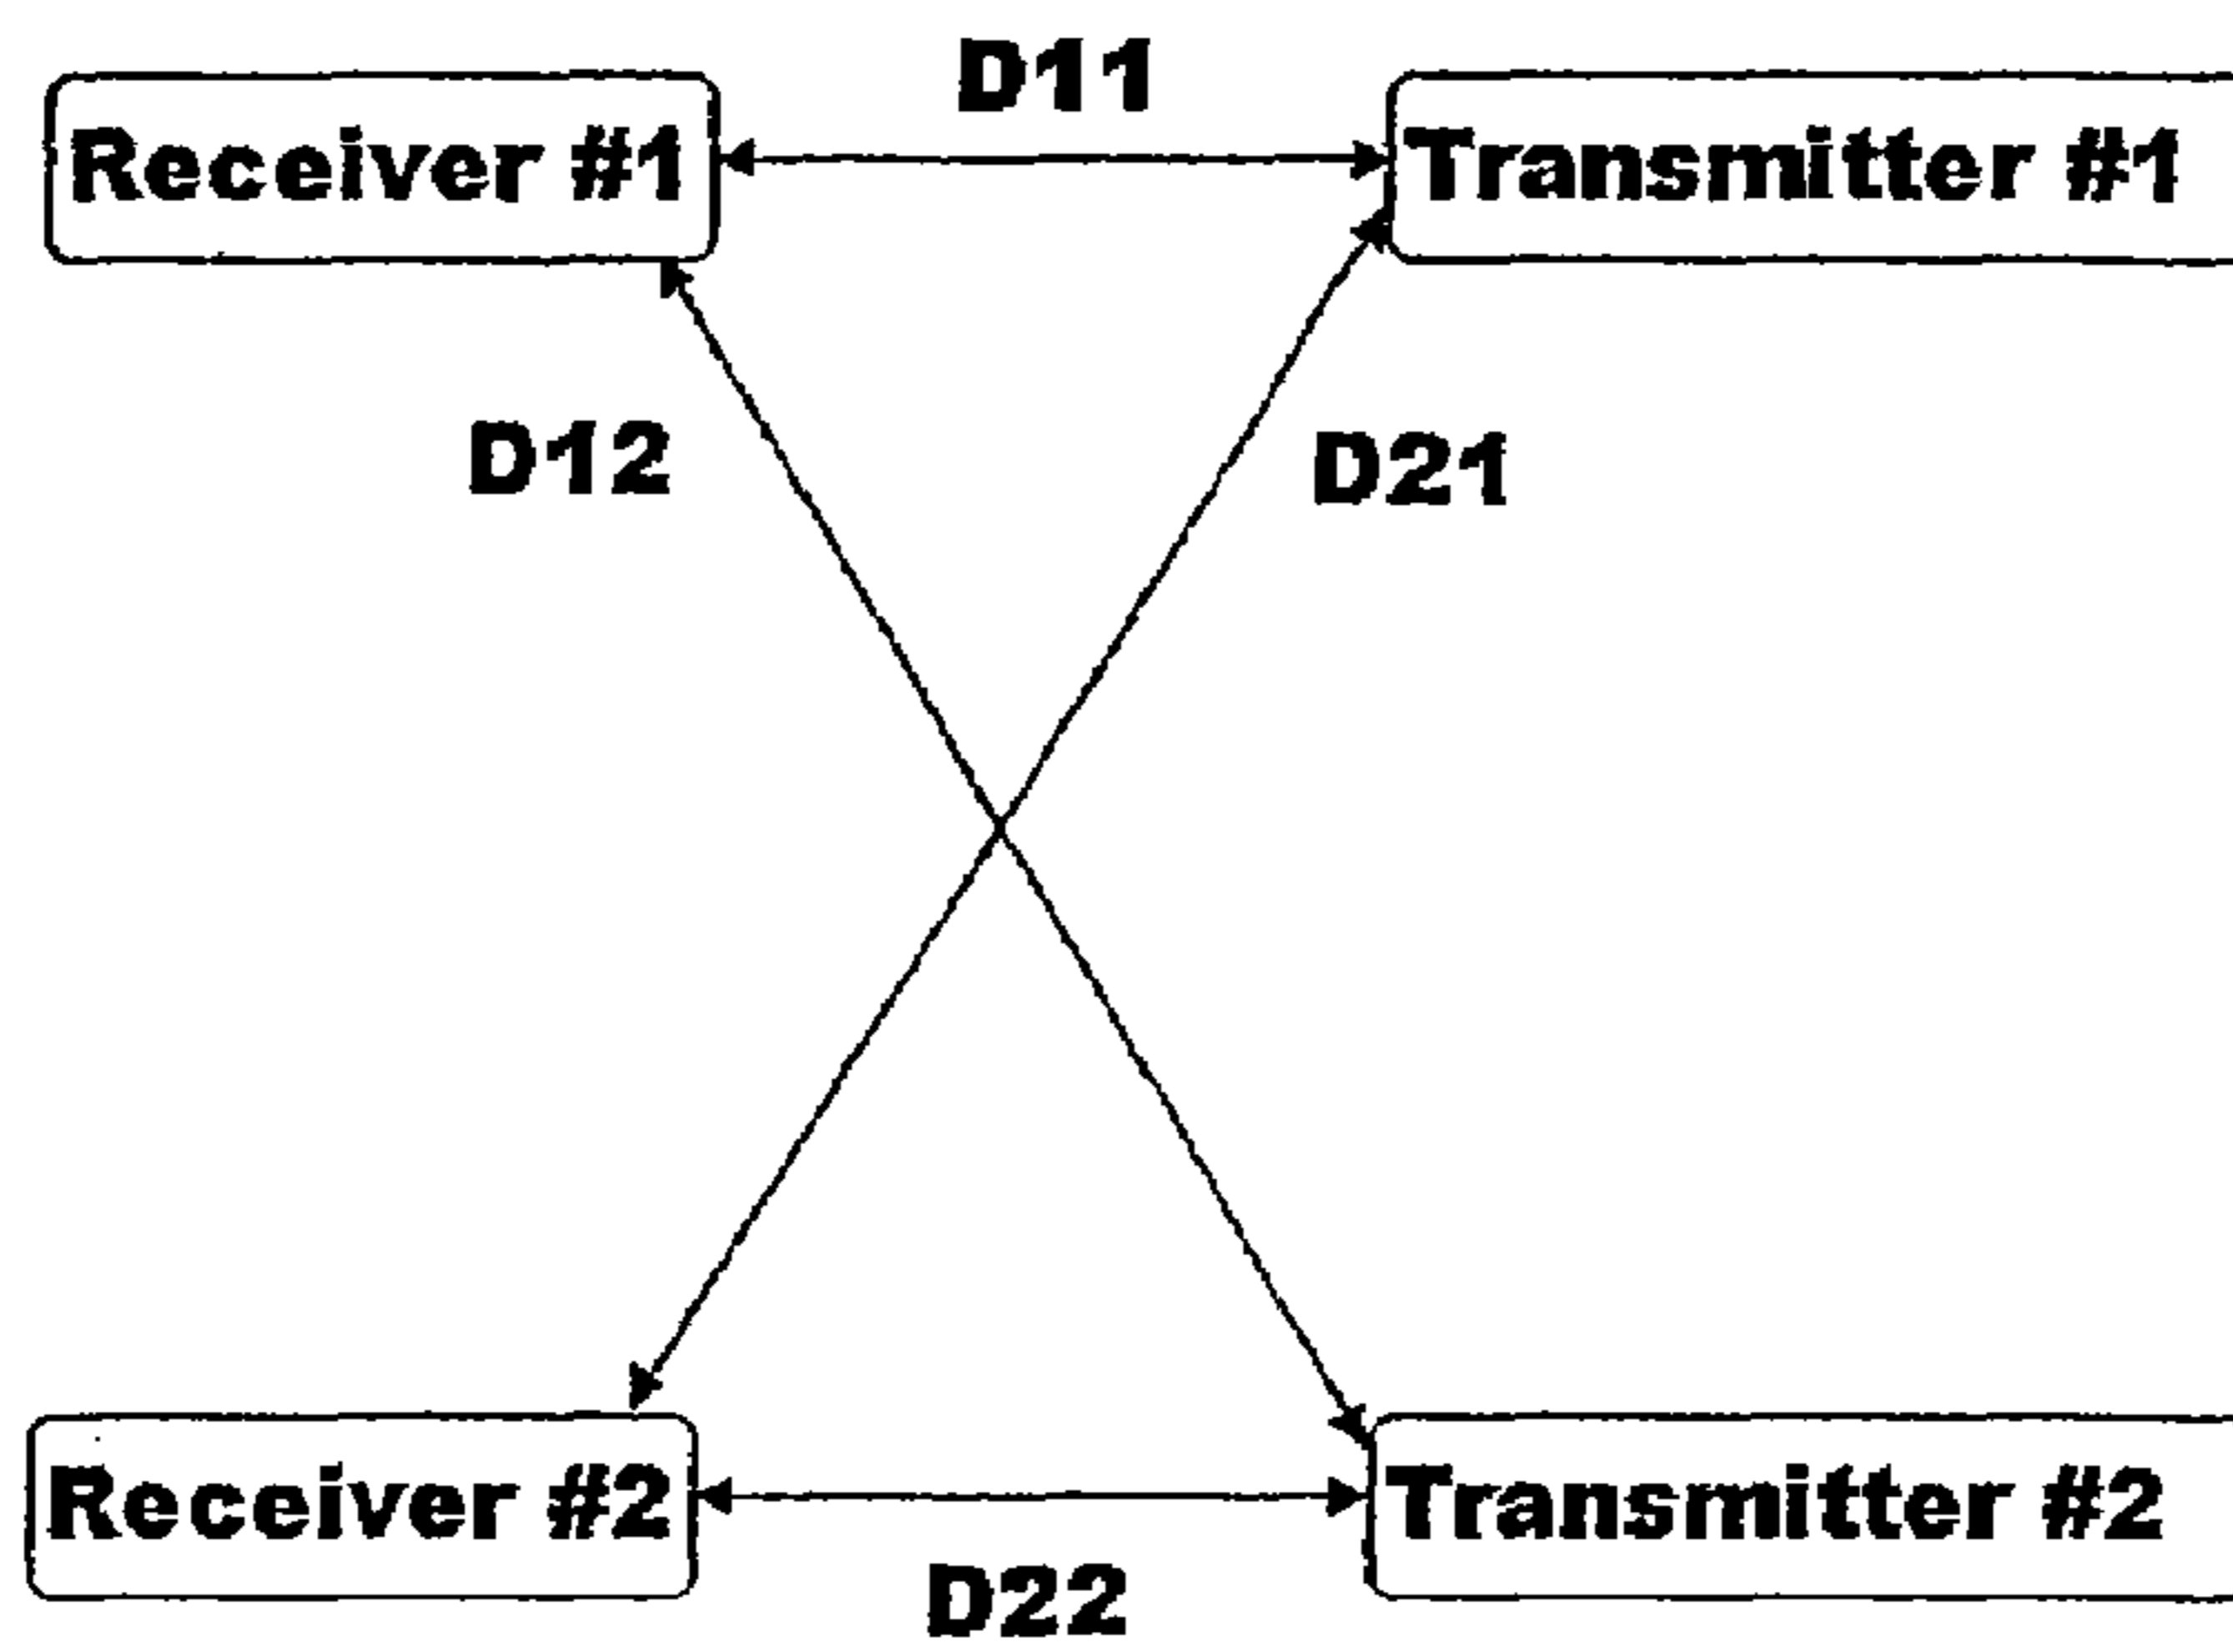 D11
Receiver #1
Transmitter #1
D12
D21
Receiver #2
Transmitter #2
D22